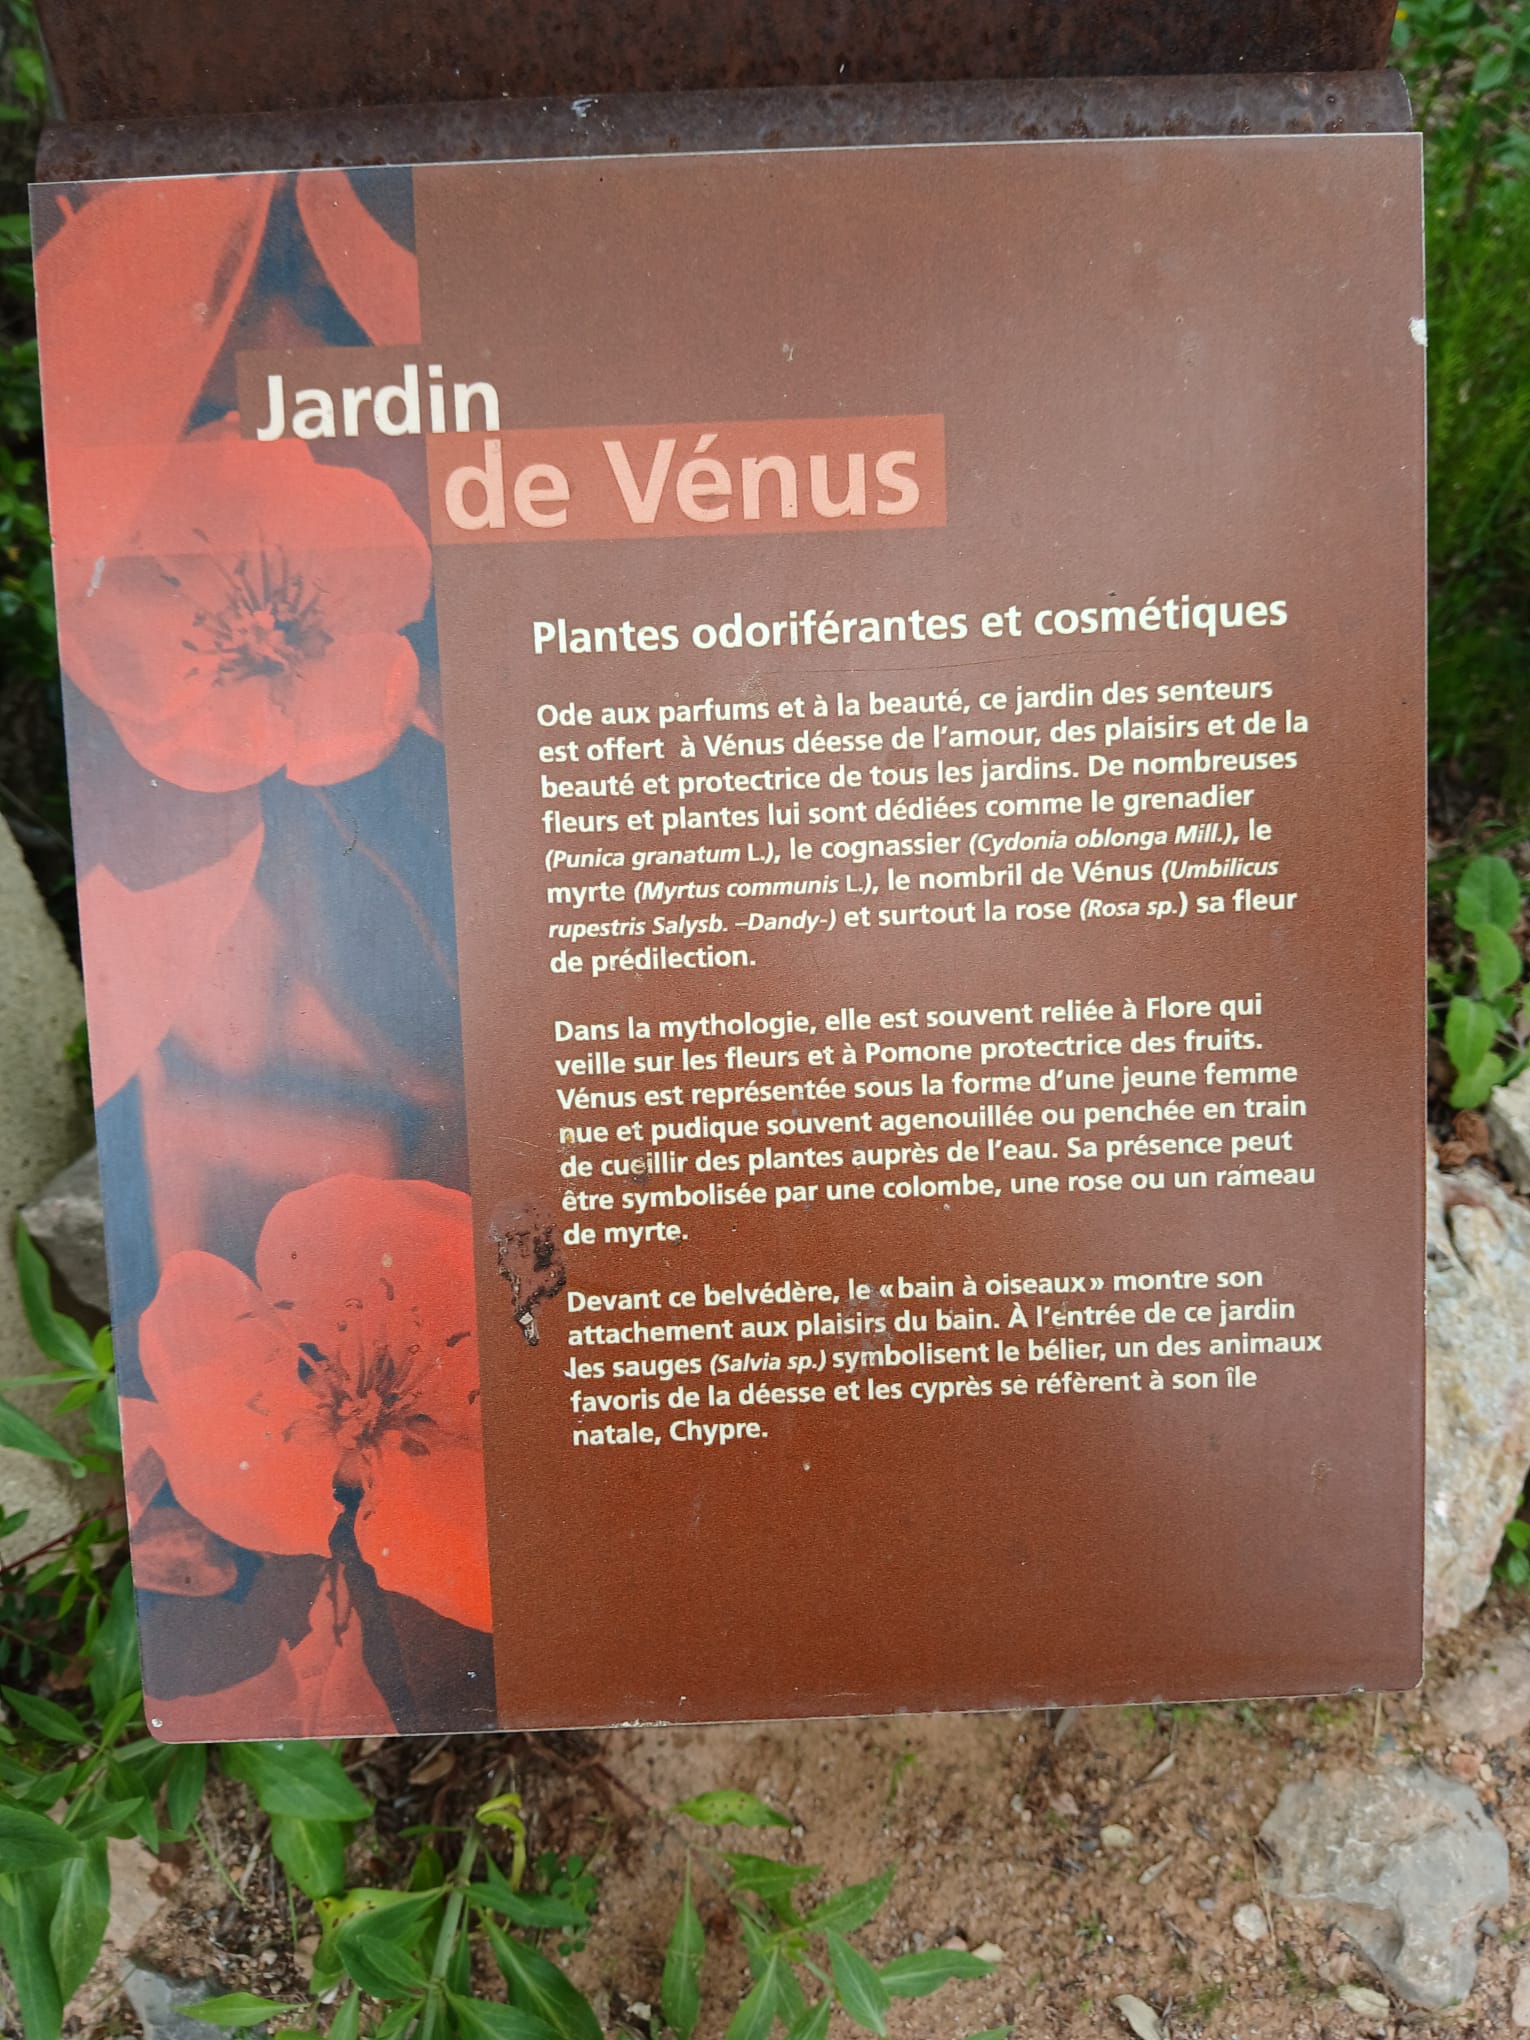 Jardin
de Vénus
Plantes odoriférantes et cosmétiques
Ode aux parfums et à la beauté, ce jardin des senteurs
est offert à Vénus déesse de l'amour, des plaisirs et de la
beauté et protectrice de tous les jardins. De nombreuses
fleurs et plantes lui sont dédiées comme le grenadier
(Punica granatum L.), le cognassier (Cydonia oblonga Mill.), le
myrte (Myrtus communis L.), le nombril de Vénus (Umbilicus
rupestris Salysb. –Dandy-) et surtout la rose (Rosa sp.) sa fleur
de prédilection.
Dans la mythologie, elle est souvent reliée à Flore qui
veille sur les fleurs et à Pomone protectrice des fruits.
Vénus est représentée sous la forme d'une jeune femme
nue et pudique souvent agenouillée ou penchée en train
de cueillir des plantes auprès de l'eau. Sa présence peut
être symbolisée par une colombe, une rose ou un rameau
de myrte.
Devant ce belvédère, le «bain à oiseaux» montre son
attachement aux plaisirs du bain. À l'entrée de ce jardin
les sauges (Salvia sp.) symbolisent le bélier, un des animaux
favoris de la déesse et les cyprès se réfèrent à son île
natale, Chypre.